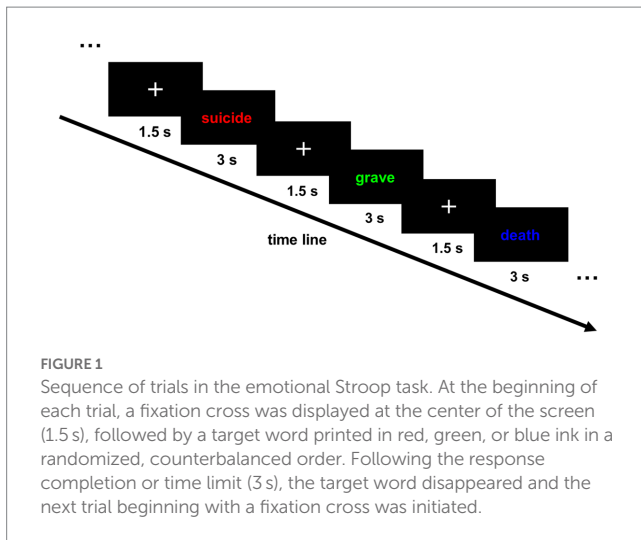 ...
+
suicide
1.5 s
+
3 s
grave
1.5 s
+
3 s
death
time line
1.5 s
3 s
...
FIGURE 1
Sequence of trials in the emotional Stroop task. At the beginning of
each trial, a fixation cross was displayed at the center of the screen
(1.5 s), followed by a target word printed in red, green, or blue ink in a
randomized, counterbalanced order. Following the response
completion or time limit (3 s), the target word disappeared and the
next trial beginning with a fixation cross was initiated.